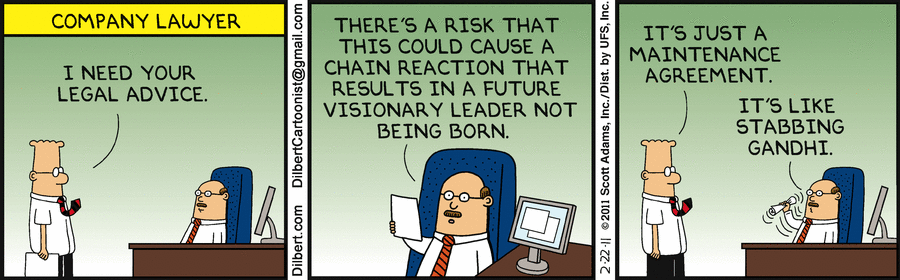 COMPANY LAWYER
I NEED YOUR
LEGAL ADVICE.
Dilbert.com DilbertCartoonist@gmail.com
THERE'S A RISK THAT
THIS COULD CAUSE A
CHAIN REACTION THAT
RESULTS IN A FUTURE
VISIONARY LEADER NOT
BEING BORN.
2-22-11 © 2011 Scott Adams, Inc./Dist. by UFS, Inc.
IT'S JUST A
MAINTENANCE
AGREEMENT.
IT'S LIKE
STABBING
GANDHI.